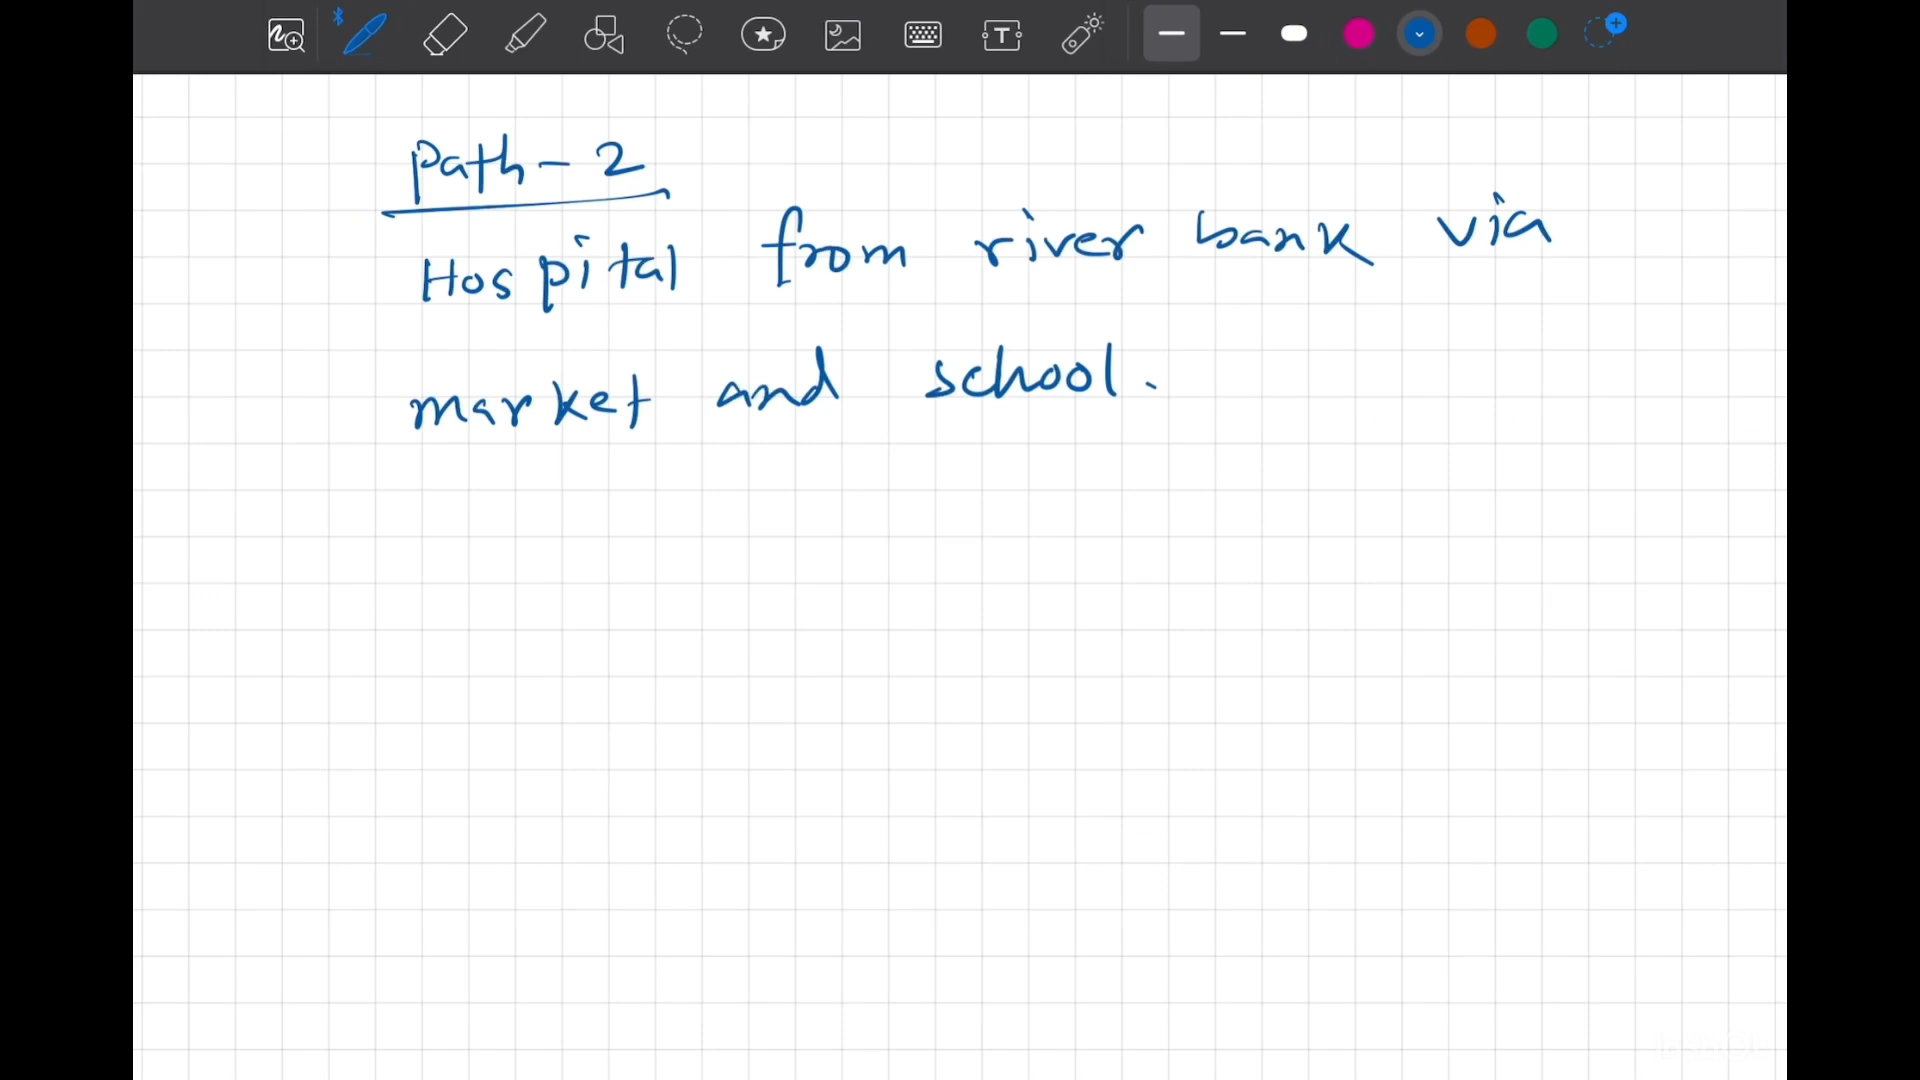 Path - 2
Hospital from river bank via
market and school.